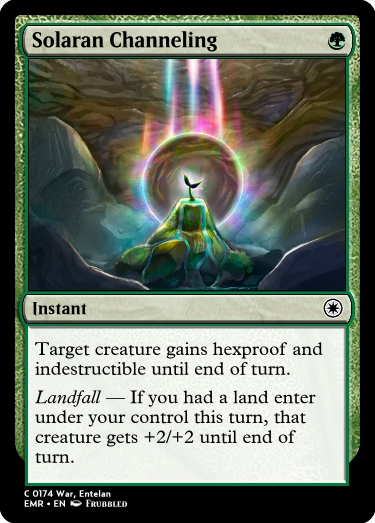 Solaran Channeling
Instant
Target creature gains hexproof and
indestructible until end of turn.
Landfall — If you had a land enter
under your control this turn, that
creature gets +2/+2 until end of
turn.
C 0174 War, Entelan
EMR • EN Frubbled